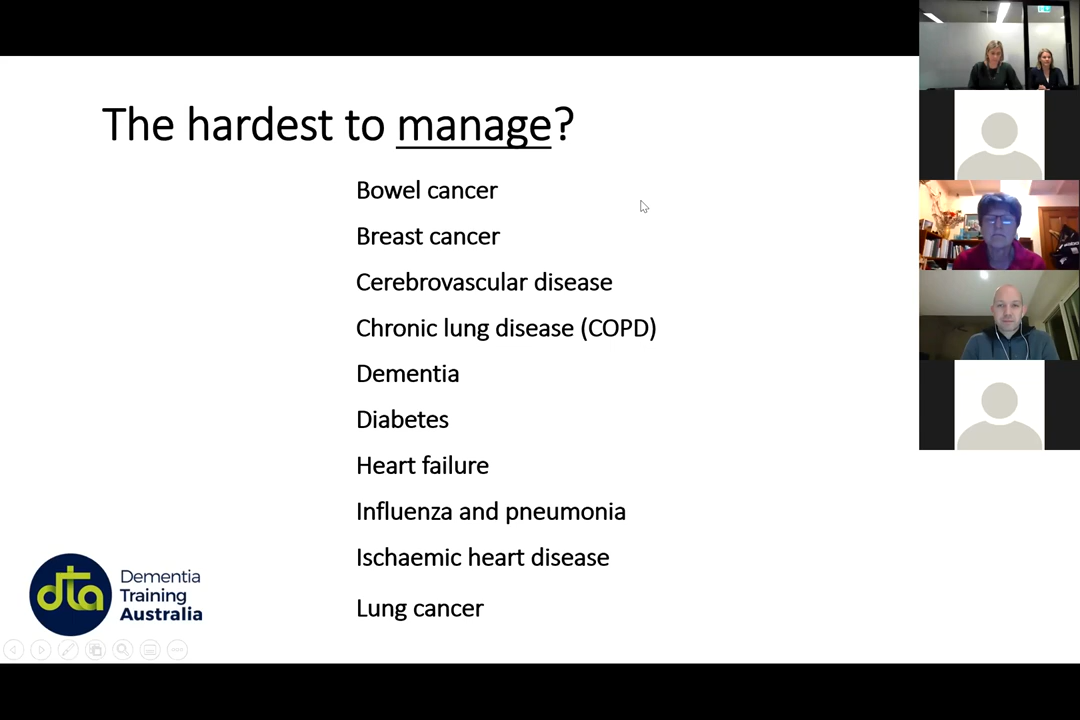 The hardest to manage?
Bowel cancer
Breast cancer
Cerebrovascular disease
Chronic lung disease (COPD)
Dementia
Diabetes
Heart failure
Influenza and pneumonia
Ischaemic heart disease
Lung cancer
dta
Dementia
Training
Australia